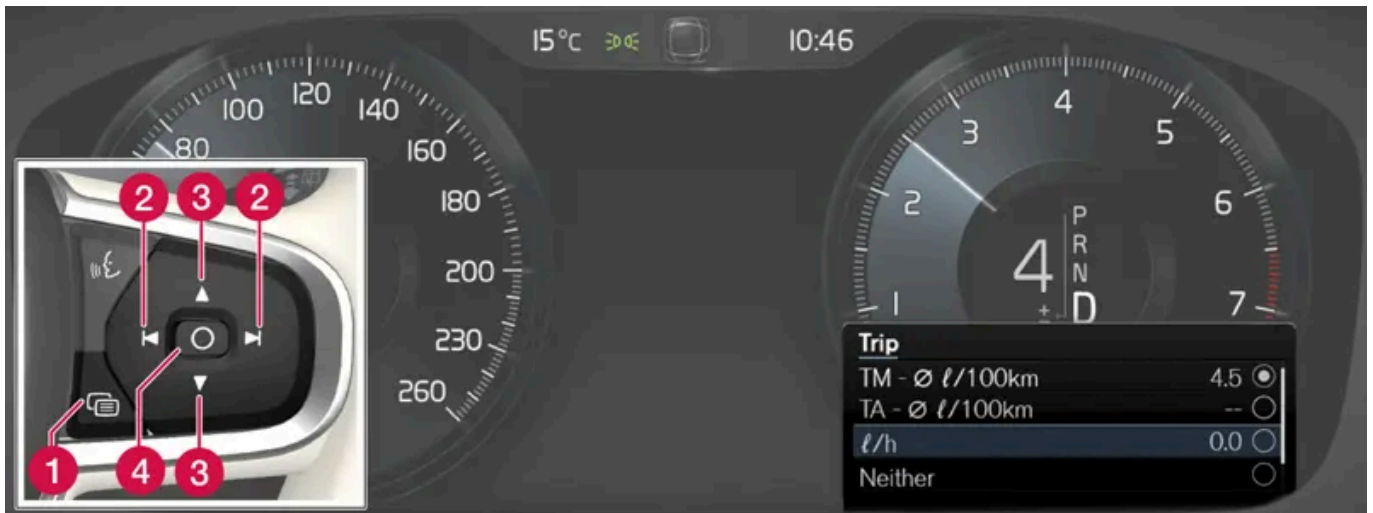 15°C 10:46
80
100
120
140
160
180
200
230
260
1
2
3
4
5
6
7
4
P
R
N
D
±
2 3 2
1 4 3
Trip
TM - Ø ℓ/100km 4.5
TA - Ø ℓ/100km --
ℓ/h 0.0
Neither